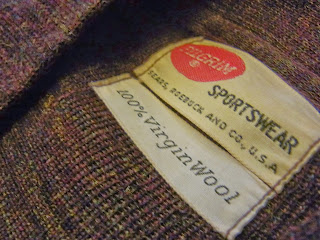 PILGRIM
®
SPORTSWEAR
SEARS, ROEBUCK AND CO., U.S.A
100% Virgin Wool